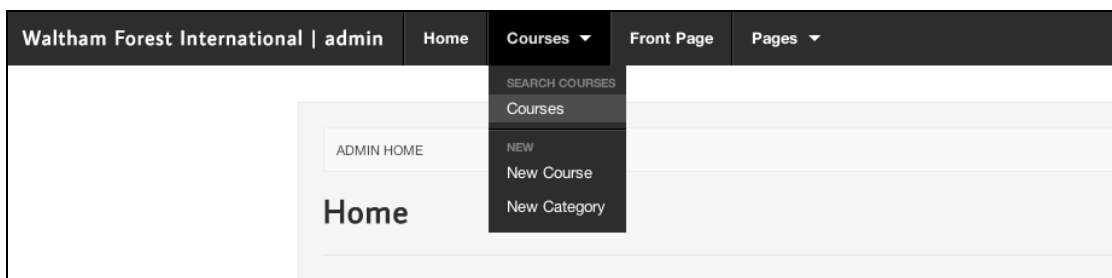 Waltham Forest International | admin Home Courses Front Page Pages
SEARCH COURSES
Courses
ADMIN HOME
NEW
New Course
New Category
Home